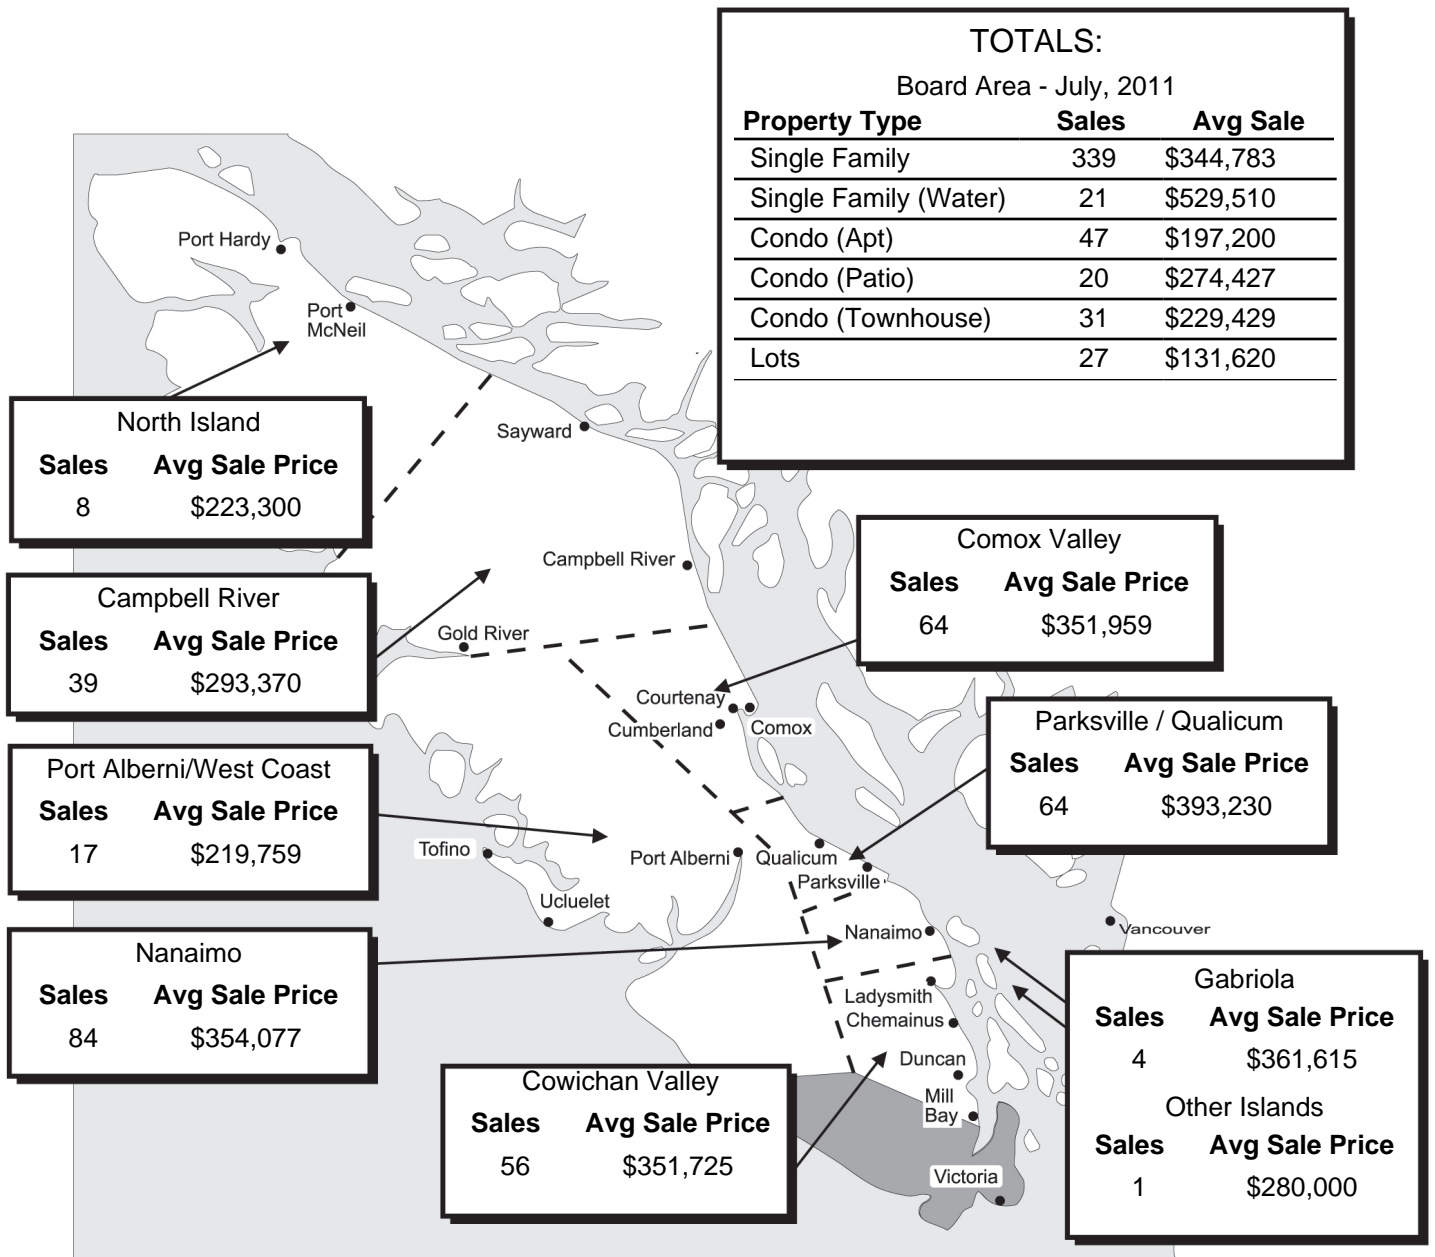 TOTALS:
Board Area - July, 2011
Property Type Sales Avg Sale
Single Family 339 $344,783
Single Family (Water) 21 $529,510
Condo (Apt) 47 $197,200
Condo (Patio) 20 $274,427
Condo (Townhouse) 31 $229,429
Lots 27 $131,620
Port Hardy
Port
McNeil
North Island
Sales Avg Sale Price
8 $223,300
Sayward
Campbell River
Comox Valley
Sales Avg Sale Price
64 $351,959
Campbell River
Sales Avg Sale Price
39 $293,370
Gold River
Courtenay
Cumberland
Comox
Parksville / Qualicum
Sales Avg Sale Price
64 $393,230
Port Alberni/West Coast
Sales Avg Sale Price
17 $219,759
Tofino
Port Alberni
Qualicum
Parksville
Ucluelet
Nanaimo
Vancouver
Nanaimo
Sales Avg Sale Price
84 $354,077
Ladysmith
Chemainus
Duncan
Mill
Bay
Victoria
Gabriola
Sales Avg Sale Price
4 $361,615
Other Islands
Sales Avg Sale Price
1 $280,000
Cowichan Valley
Sales Avg Sale Price
56 $351,725